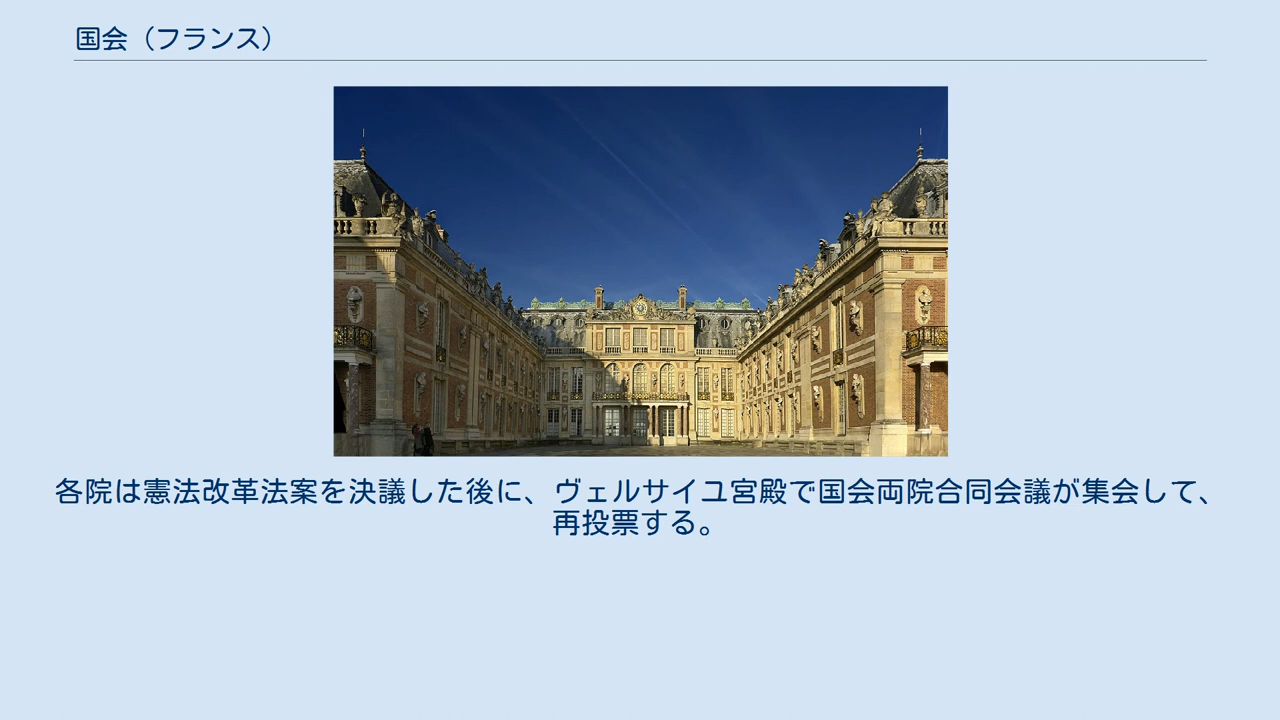 国会（フランス）
各院は憲法改革法案を決議した後に、ヴェルサイユ宮殿で国会両院合同会議が集会して、
再投票する。